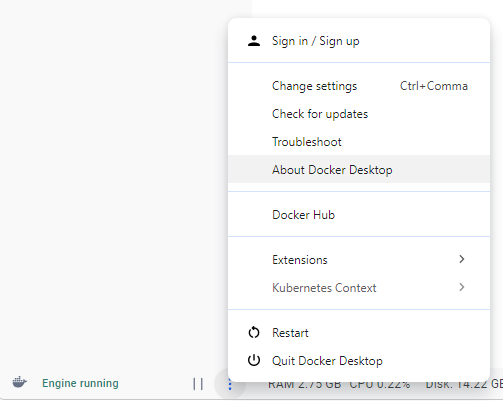 Sign in / Sign up
Change settings Ctrl+Comma
Check for updates
Troubleshoot
About Docker Desktop
Docker Hub
Extensions
Kubernetes Context
Restart
Quit Docker Desktop
Engine running RAM 2.75 GB CPU 0.22% Disk: 14.22 GB